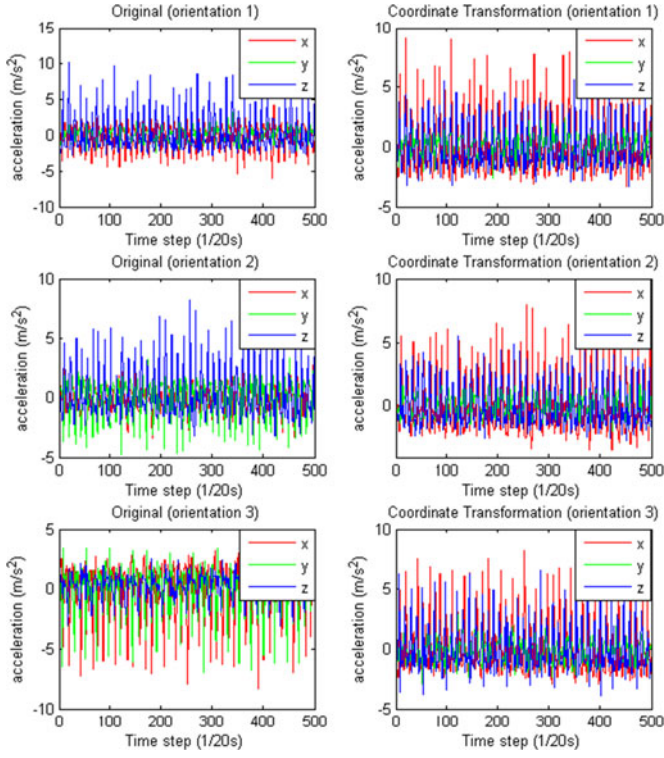 Original (orientation 1)
15
10
5
0
-5
-10
acceleration (m/s²)
x
y
z
0 100 200 300 400 500
Time step (1/20s)
Coordinate Transformation (orientation 1)
10
5
0
-5
acceleration (m/s²)
x
y
z
0 100 200 300 400 500
Time step (1/20s)
Original (orientation 2)
10
5
0
-5
acceleration (m/s²)
x
y
z
0 100 200 300 400 500
Time step (1/20s)
Coordinate Transformation (orientation 2)
10
5
0
-5
acceleration (m/s²)
x
y
z
0 100 200 300 400 500
Time step (1/20s)
Original (orientation 3)
5
0
-5
-10
acceleration (m/s²)
x
y
z
0 100 200 300 400 500
Time step (1/20s)
Coordinate Transformation (orientation 3)
10
5
0
-5
acceleration (m/s²)
x
y
z
0 100 200 300 400 500
Time step (1/20s)